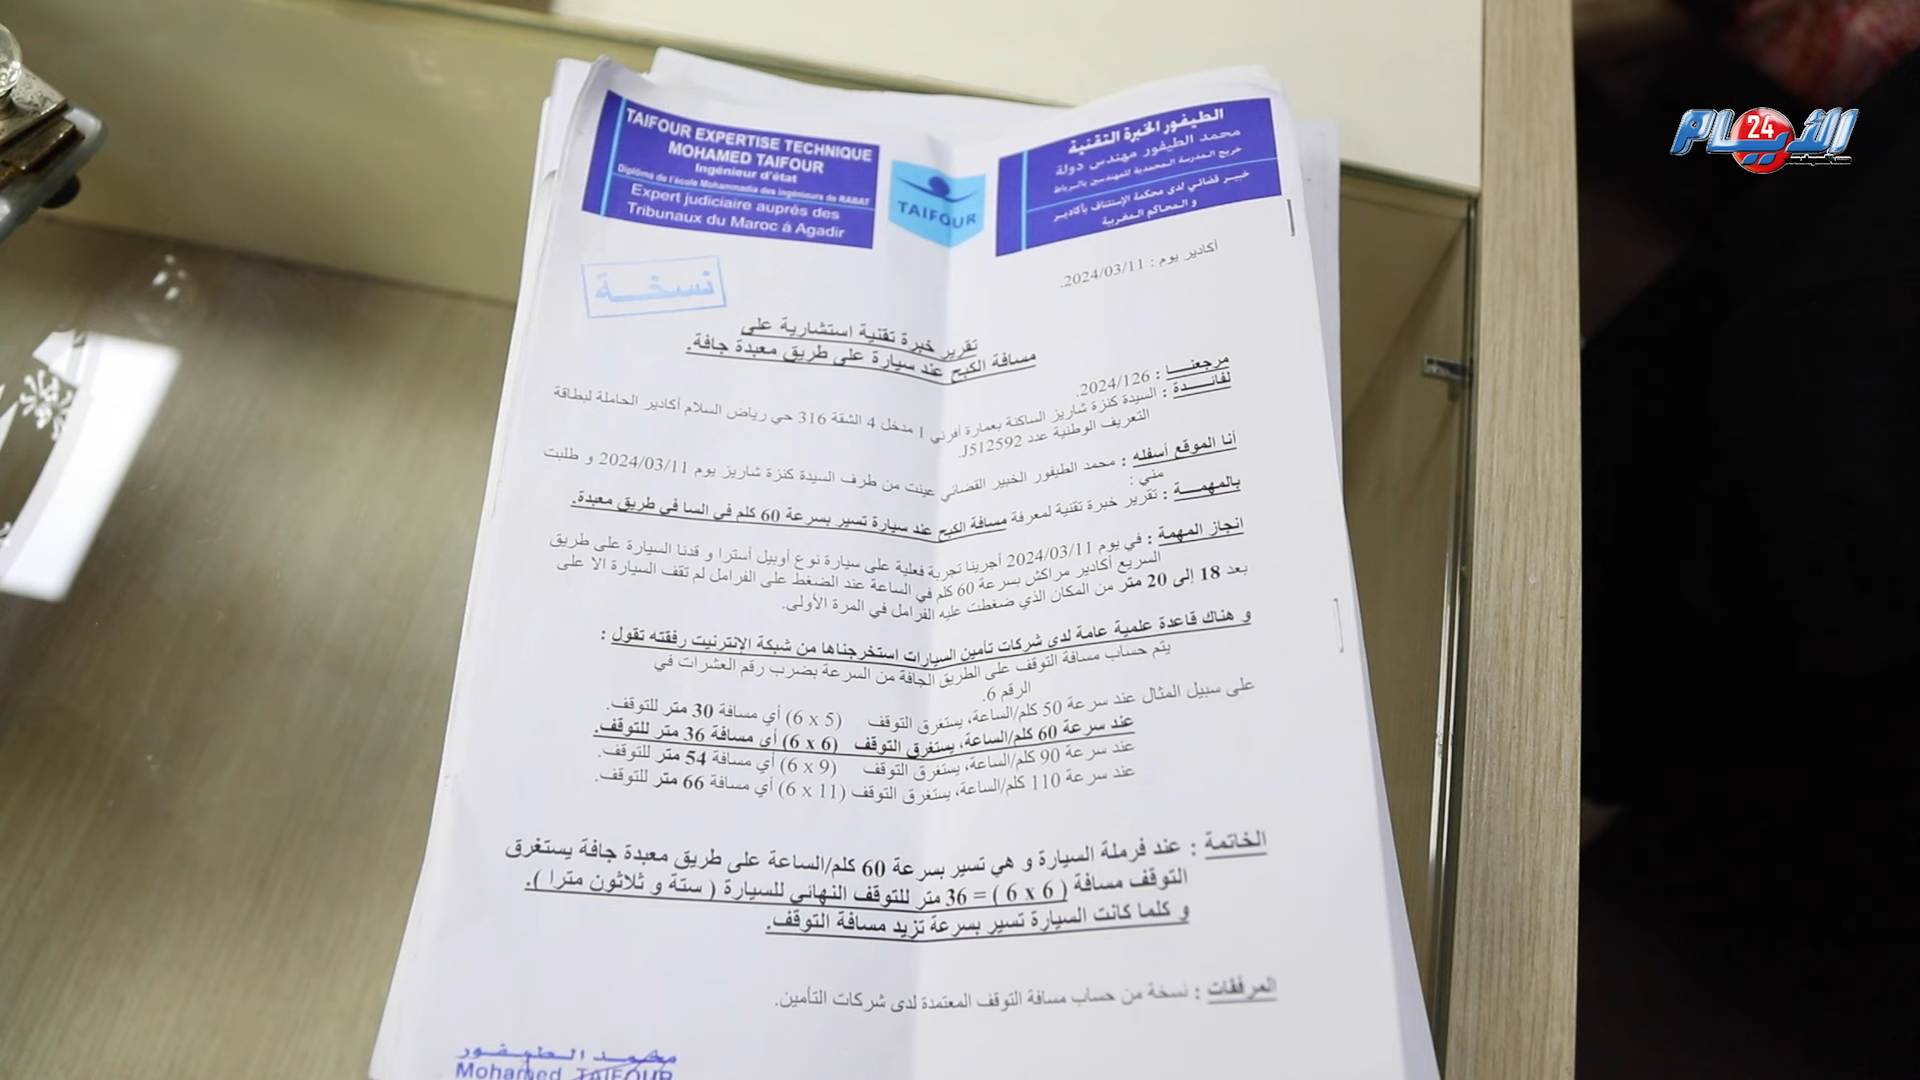 TAIFOUR EXPERTISE TECHNIQUE
MOHAMED TAIFOUR
Ingénieur d'état
Diplômé de l'école Mohammadia des ingénieurs de RABAT
Expert judiciaire auprès des
Tribunaux du Maroc à Agadir
TAIFOUR
الطيفور الخبرة التقنية
محمد الطيفور مهندس دولة
خريج المدرسة المحمدية للمهندسين بالرباط
خبير قضائي لدى محكمة الإستئناف بأكادير
و المحاكم المغربية
الأيام 24
أكادير يوم : 2024/03/11.
نسخـــة
تقرير خبرة تقنية استشارية على
مسافة الكبح عند سيارة على طريق معبدة جافة.
مرجعنـــا : 2024/126.
لفائـــدة : السيدة كنزة شاريز الساكنة بعمارة أفرني 1 مدخل 4 الشقة 316 حي رياض السلام أكادير الحاملة لبطاقة
التعريف الوطنية عدد J512592.
أنا الموقع أسفله : محمد الطيفور الخبير القضائي عينت من طرف السيدة كنزة شاريز يوم 2024/03/11 و طلبت
مني :
بالمهمـــة : تقرير خبرة تقنية لمعرفة مسافة الكبح عند سيارة تسير بسرعة 60 كلم في السا في طريق معبدة.
انجاز المهمة : في يوم 2024/03/11 أجرينا تجربة فعلية على سيارة نوع أوبيل أسترا و قدنا السيارة على طريق
السريع أكادير مراكش بسرعة 60 كلم في الساعة عند الضغط على الفرامل لم تقف السيارة الا على
بعد 18 إلى 20 متر من المكان الذي ضغطت عليه الفرامل في المرة الأولى.
و هناك قاعدة علمية عامة لدى شركات تأمين السيارات استخرجناها من شبكة الإنترنيت رفقته تقول :
يتم حساب مسافة التوقف على الطريق الجافة من السرعة بضرب رقم العشرات في
الرقم 6.
على سبيل المثال عند سرعة 50 كلم/الساعة، يستغرق التوقف (5 x 6) أي مسافة 30 متر للتوقف.
عند سرعة 60 كلم/الساعة، يستغرق التوقف (6 x 6) أي مسافة 36 متر للتوقف.
عند سرعة 90 كلم/الساعة، يستغرق التوقف (9 x 6) أي مسافة 54 متر للتوقف.
عند سرعة 110 كلم/الساعة، يستغرق التوقف (11 x 6) أي مسافة 66 متر للتوقف.
الخاتمة : عند فرملة السيارة و هي تسير بسرعة 60 كلم/الساعة على طريق معبدة جافة يستغرق
التوقف مسافة ( 6 x 6 ) = 36 متر للتوقف النهائي للسيارة ( ستة و ثلاثون مترا ).
و كلما كانت السيارة تسير بسرعة تزيد مسافة التوقف.
المرفقات : نسخة من حساب مسافة التوقف المعتمدة لدى شركات التأمين.
محمد الطيفور
Mohamed TAIFOUR